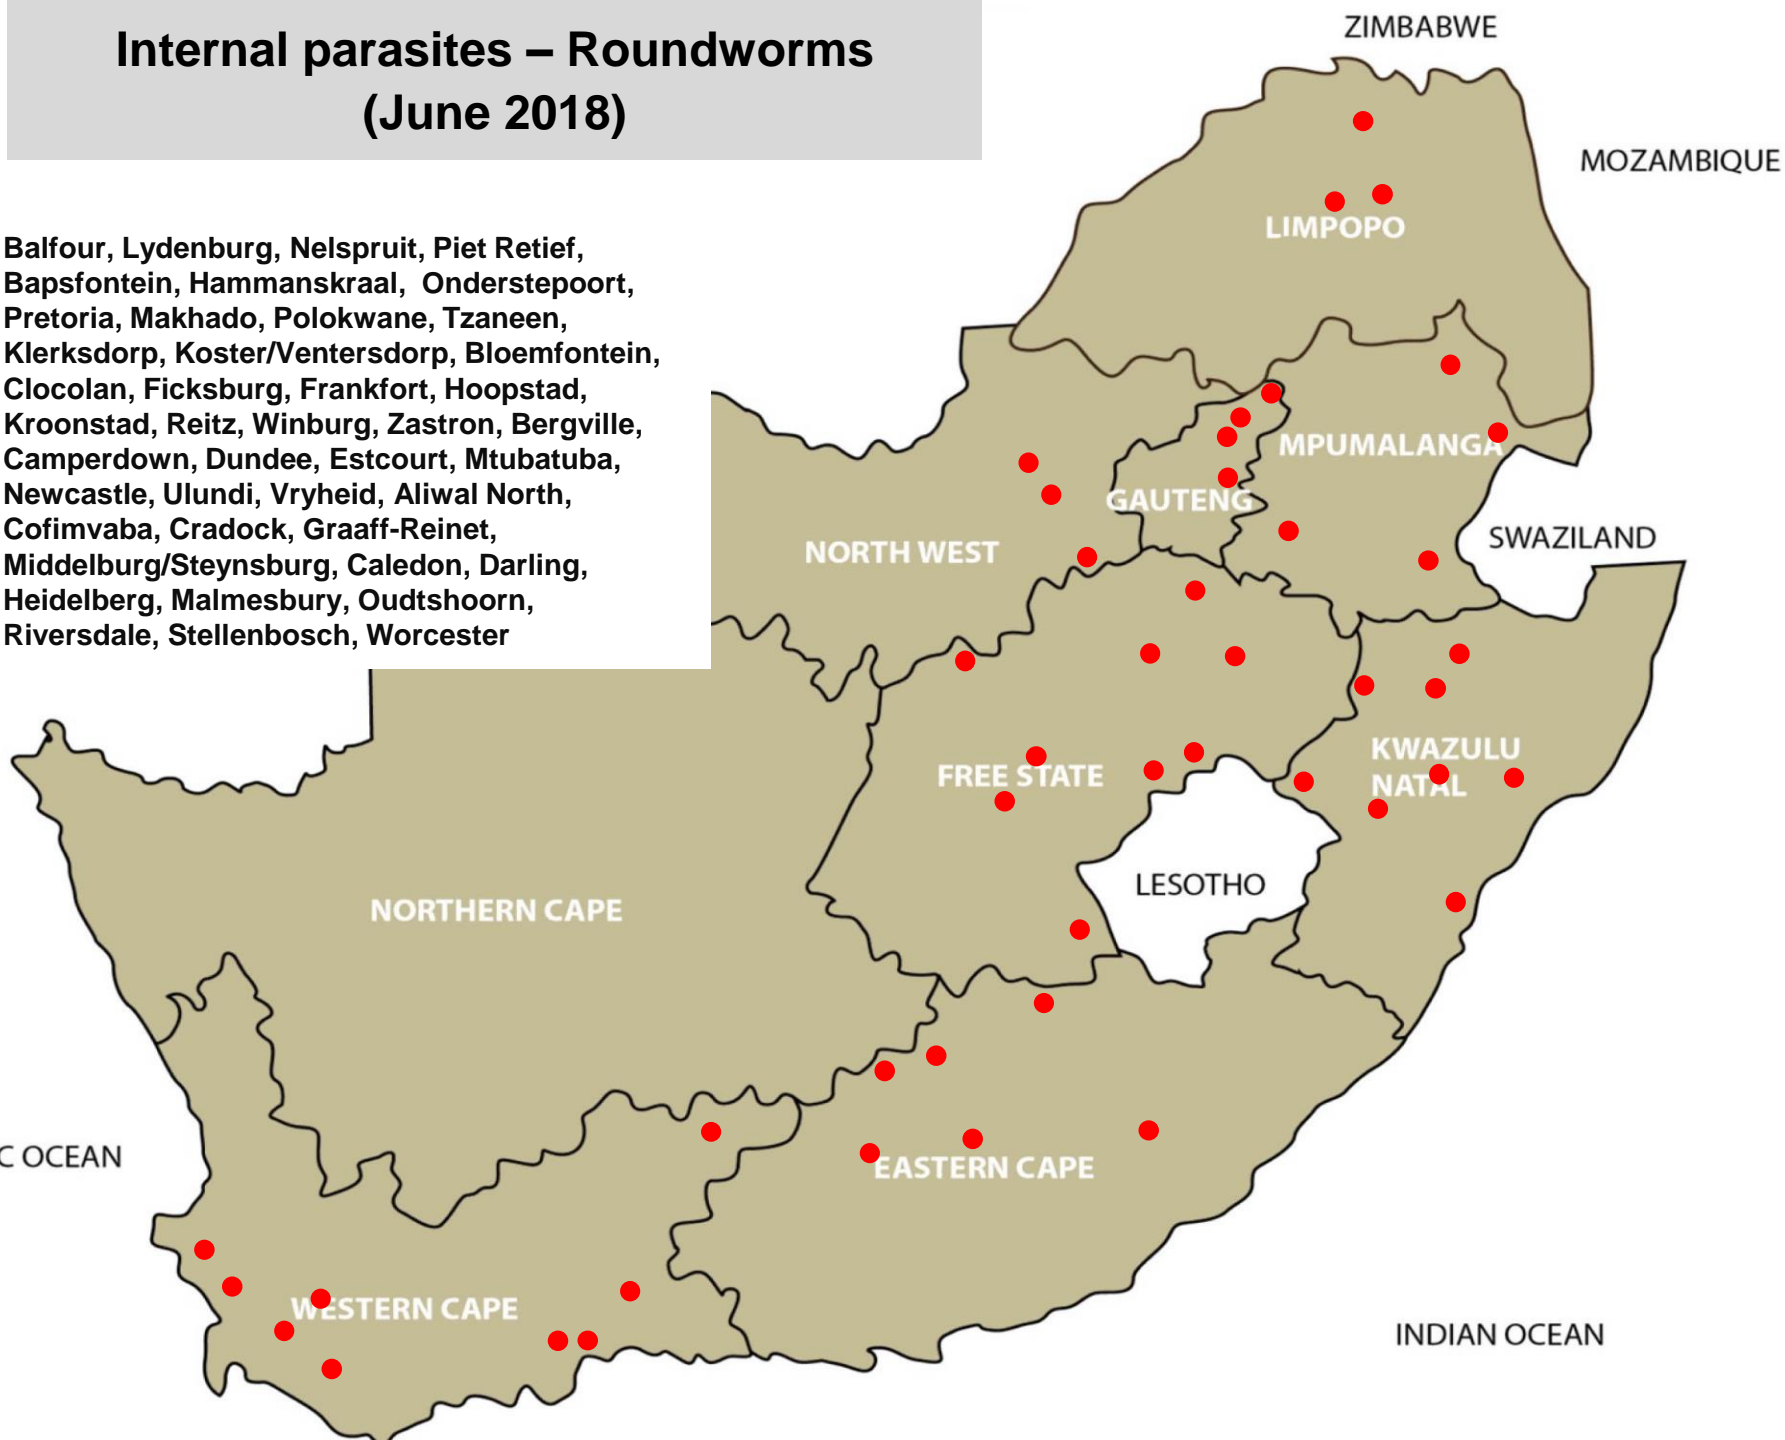 Internal parasites – Roundworms
(June 2018)
ZIMBABWE
MOZAMBIQUE
LIMPOPO
Balfour, Lydenburg, Nelspruit, Piet Retief,
Bapsfontein, Hammanskraal,  Onderstepoort,
Pretoria, Makhado, Polokwane, Tzaneen,
Klerksdorp, Koster/Ventersdorp, Bloemfontein,
Clocolan, Ficksburg, Frankfort, Hoopstad,
Kroonstad, Reitz, Winburg, Zastron, Bergville,
Camperdown, Dundee, Estcourt, Mtubatuba,
Newcastle, Ulundi, Vryheid, Aliwal North,
Cofimvaba, Cradock, Graaff-Reinet,
Middelburg/Steynsburg, Caledon, Darling,
Heidelberg, Malmesbury, Oudtshoorn,
Riversdale, Stellenbosch, Worcester
MPUMALANGA
GAUTENG
NORTH WEST
SWAZILAND
KWAZULU
NATAL
FREE STATE
LESOTHO
NORTHERN CAPE
C OCEAN
EASTERN CAPE
WESTERN CAPE
INDIAN OCEAN